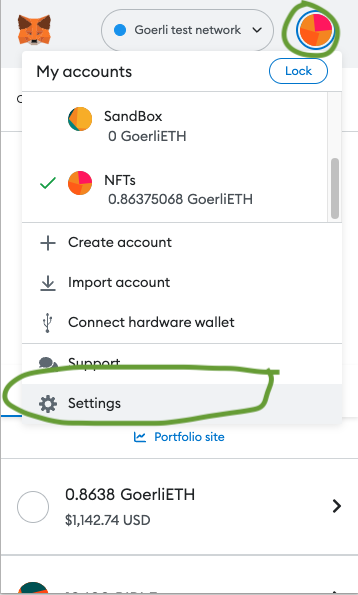 Goerli test network
My accounts
Lock
SandBox
0 GoerliETH
NFTs
0.86375068 GoerliETH
Create account
Import account
Connect hardware wallet
Support
Settings
Portfolio site
0.8638 GoerliETH
$1,142.74 USD